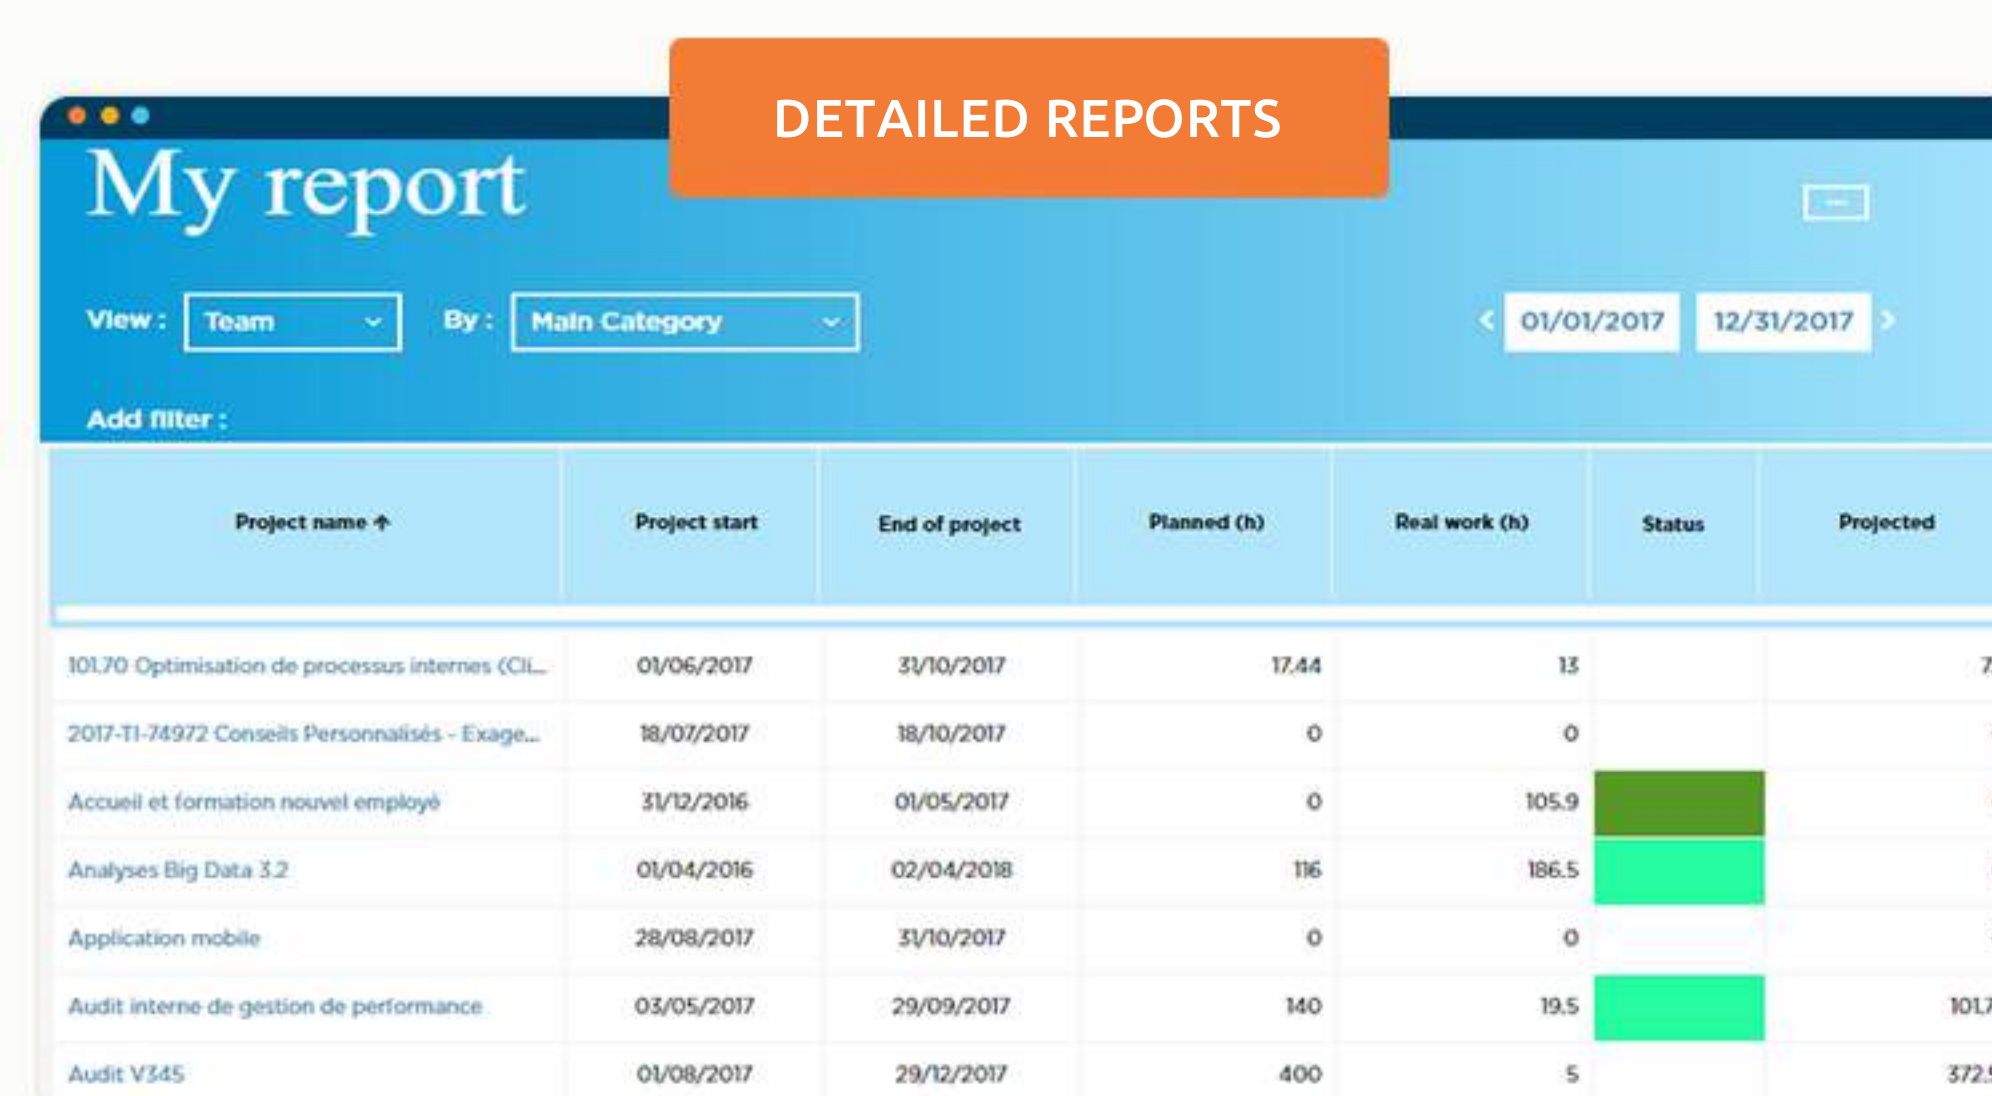 DETAILED REPORTS
My report
View : Team By : Main Category < 01/01/2017 12/31/2017 >
Add filter :
Project name ↑ Project start End of project Planned (h) Real work (h) Status Projected
101.70 Optimisation de processus internes (Cli... 01/06/2017 31/10/2017 17.44 13
2017-TI-74972 Conseils Personnalisés - Exage... 18/07/2017 18/10/2017 0 0
Accueil et formation nouvel employé 31/12/2016 01/05/2017 0 105.9
Analyses Big Data 3.2 01/04/2016 02/04/2018 116 186.5
Application mobile 28/08/2017 31/10/2017 0 0
Audit interne de gestion de performance 03/05/2017 29/09/2017 140 19.5 101.7
Audit V345 01/08/2017 29/12/2017 400 5 372.5